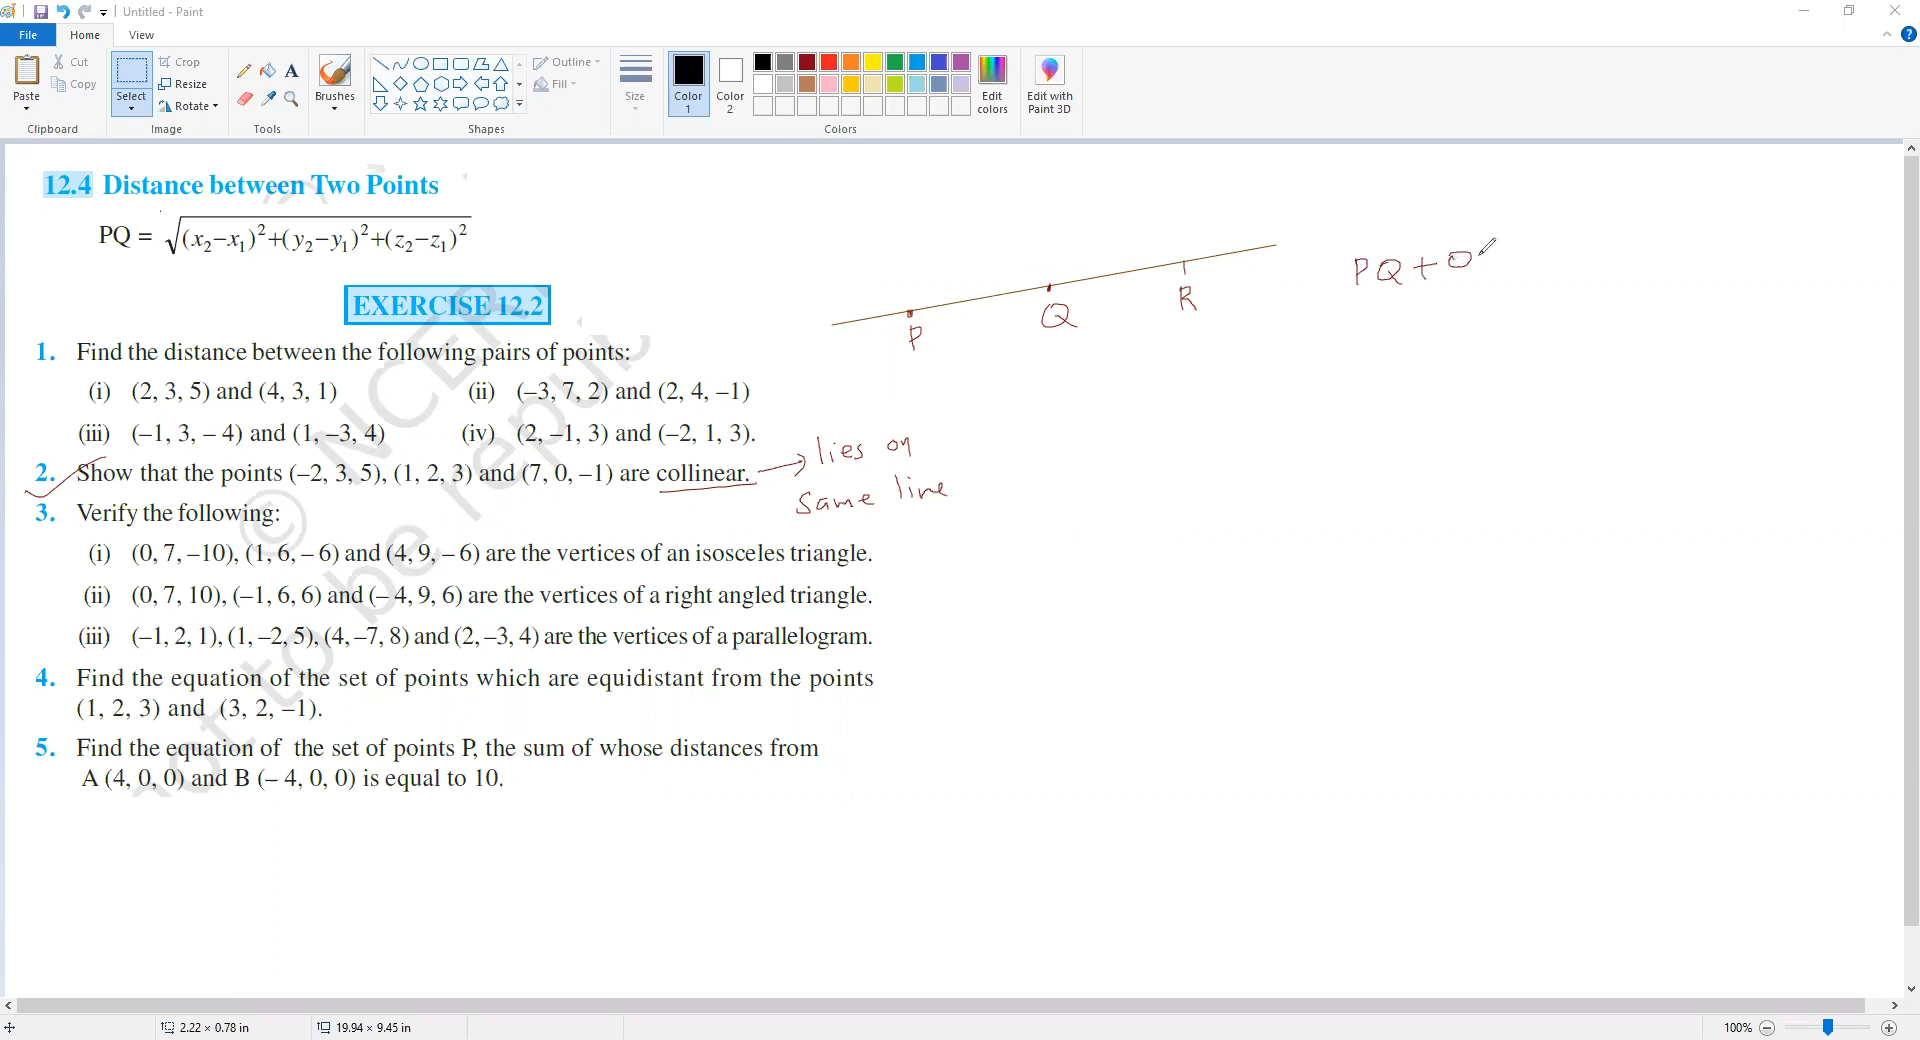 Untitled - Paint
File Home View
Paste Cut Copy Clipboard
Select Crop Resize Rotate Image
Tools
Brushes
Outline Fill Shapes
Size
Color 1 Color 2 Edit colors Colors
Edit with Paint 3D
12.4 Distance between Two Points
PQ = √(x₂–x₁)²+(y₂–y₁)²+(z₂–z₁)²
EXERCISE 12.2
P Q R
PQ + O
1. Find the distance between the following pairs of points:
(i) (2, 3, 5) and (4, 3, 1) (ii) (–3, 7, 2) and (2, 4, –1)
(iii) (–1, 3, – 4) and (1, –3, 4) (iv) (2, –1, 3) and (–2, 1, 3).
2. Show that the points (–2, 3, 5), (1, 2, 3) and (7, 0, –1) are collinear.
lies on
same line
3. Verify the following:
(i) (0, 7, –10), (1, 6, – 6) and (4, 9, – 6) are the vertices of an isosceles triangle.
(ii) (0, 7, 10), (–1, 6, 6) and (– 4, 9, 6) are the vertices of a right angled triangle.
(iii) (–1, 2, 1), (1, –2, 5), (4, –7, 8) and (2, –3, 4) are the vertices of a parallelogram.
4. Find the equation of the set of points which are equidistant from the points
(1, 2, 3) and (3, 2, –1).
5. Find the equation of the set of points P, the sum of whose distances from
A (4, 0, 0) and B (– 4, 0, 0) is equal to 10.
© NCER
not to be repu
2.22 × 0.78 in 19.94 × 9.45 in 100%